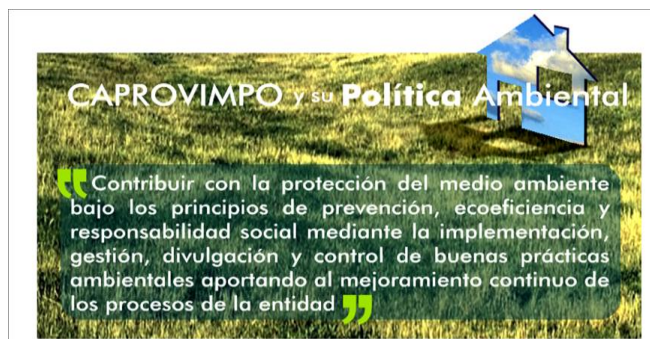 CAPROVIMPO y su Política Ambiental
"Contribuir con la protección del medio ambiente
bajo los principios de prevención, ecoeficiencia y
responsabilidad social mediante la implementación,
gestión, divulgación y control de buenas prácticas
ambientales aportando al mejoramiento continuo de
los procesos de la entidad"